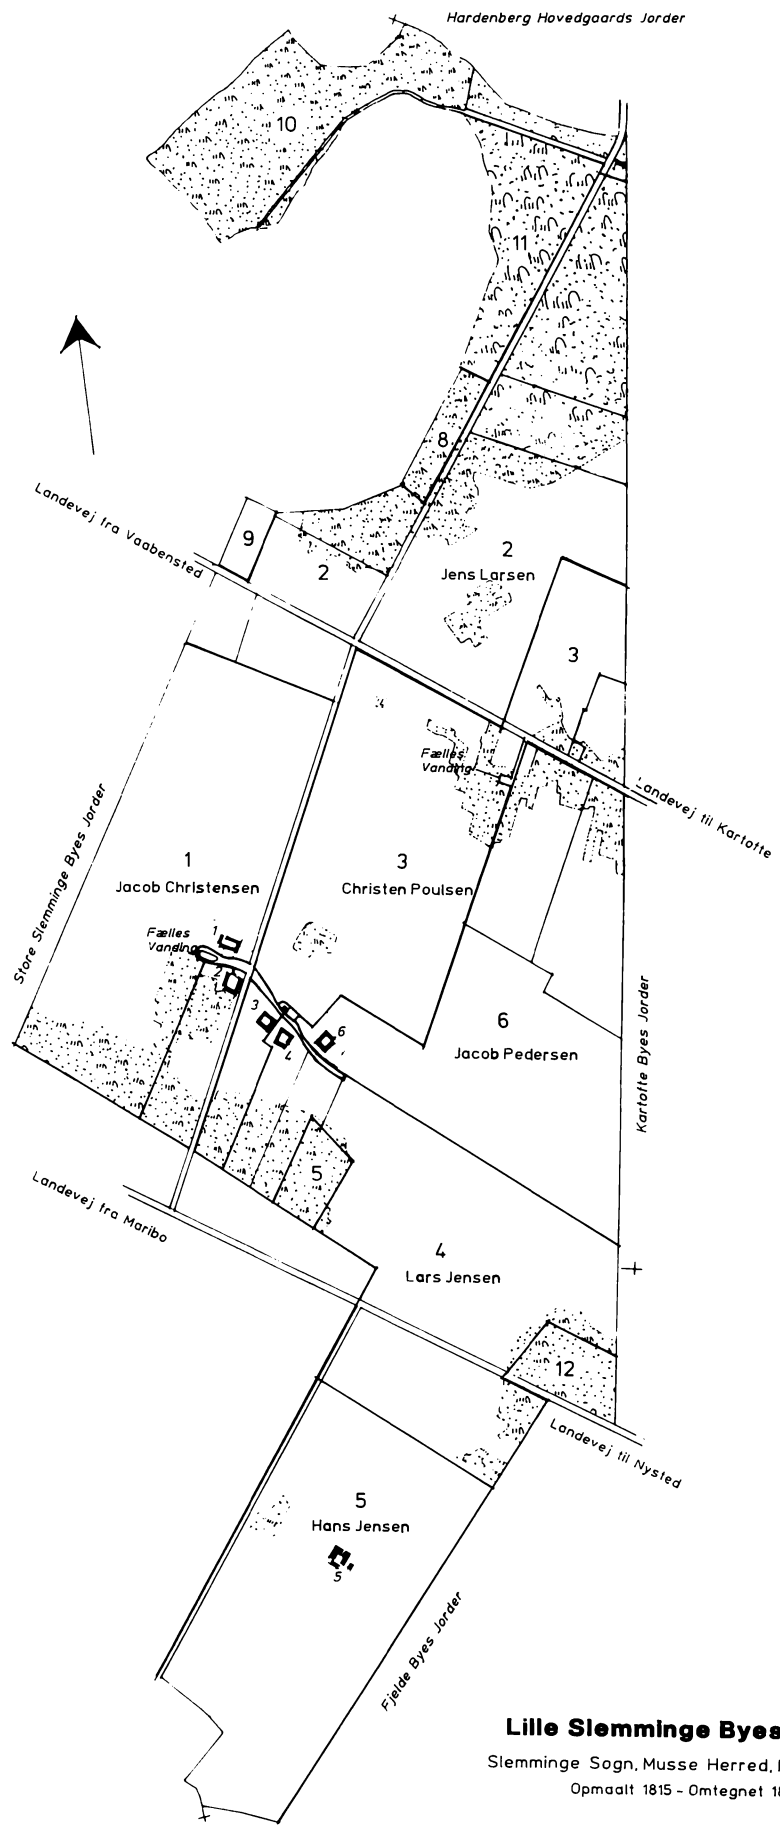 Hardenberg Hovedgaards Jorder
10
11
8
Landevej fra Vaabensted
9
2
2
Jens Larsen
3
Fælles
Vanding
Landevej til Kartofte
1
Jacob Christensen
3
Christen Poulsen
Store Slemminge Byes Jorder
Fælles
Vanding
1
2
3
4
6
6
Jacob Pedersen
Kartofte Byes Jorder
5
Landevej fra Maribo
4
Lars Jensen
12
Landevej til Nysted
5
Hans Jensen
5
Fjelde Byes Jorder
Lille Slemminge Byes
Slemminge Sogn, Musse Herred,
Opmaalt 1815 - Omtegnet